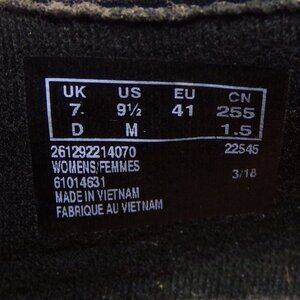 UK US EU CN
7 9½ 41 255
D M 1.5
261292214070 22545
WOMENS/FEMMES
61014631 3/18
MADE IN VIETNAM
FABRIQUE AU VIETNAM